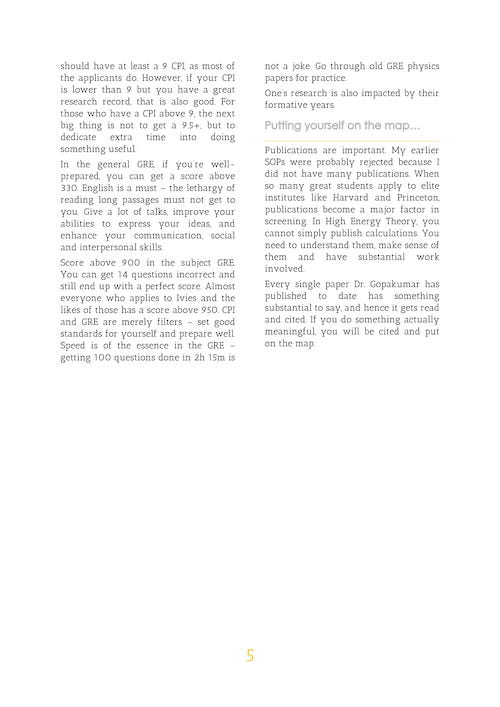 should have at least a 9 CPI, as most of
the applicants do. However, if your CPI
is lower than 9 but you have a great
research record, that is also good. For
those who have a CPI above 9, the next
big thing is not to get a 9.5+, but to
dedicate extra time into doing
something useful.
In the general GRE, if you're well-
prepared, you can get a score above
330. English is a must – the lethargy of
reading long passages must not get to
you. Give a lot of talks, improve your
abilities to express your ideas, and
enhance your communication, social
and interpersonal skills.
Score above 900 in the subject GRE.
You can get 14 questions incorrect and
still end up with a perfect score. Almost
everyone who applies to Ivies and the
likes of those has a score above 950. CPI
and GRE are merely filters – set good
standards for yourself and prepare well.
Speed is of the essence in the GRE –
getting 100 questions done in 2h 15m is
not a joke. Go through old GRE physics
papers for practice.
One's research is also impacted by their
formative years.
Putting yourself on the map…
Publications are important. My earlier
SOPs were probably rejected because I
did not have many publications. When
so many great students apply to elite
institutes like Harvard and Princeton,
publications become a major factor in
screening. In High Energy Theory, you
cannot simply publish calculations. You
need to understand them, make sense of
them and have substantial work
involved.
Every single paper Dr. Gopakumar has
published to date has something
substantial to say, and hence it gets read
and cited. If you do something actually
meaningful, you will be cited and put
on the map.
5